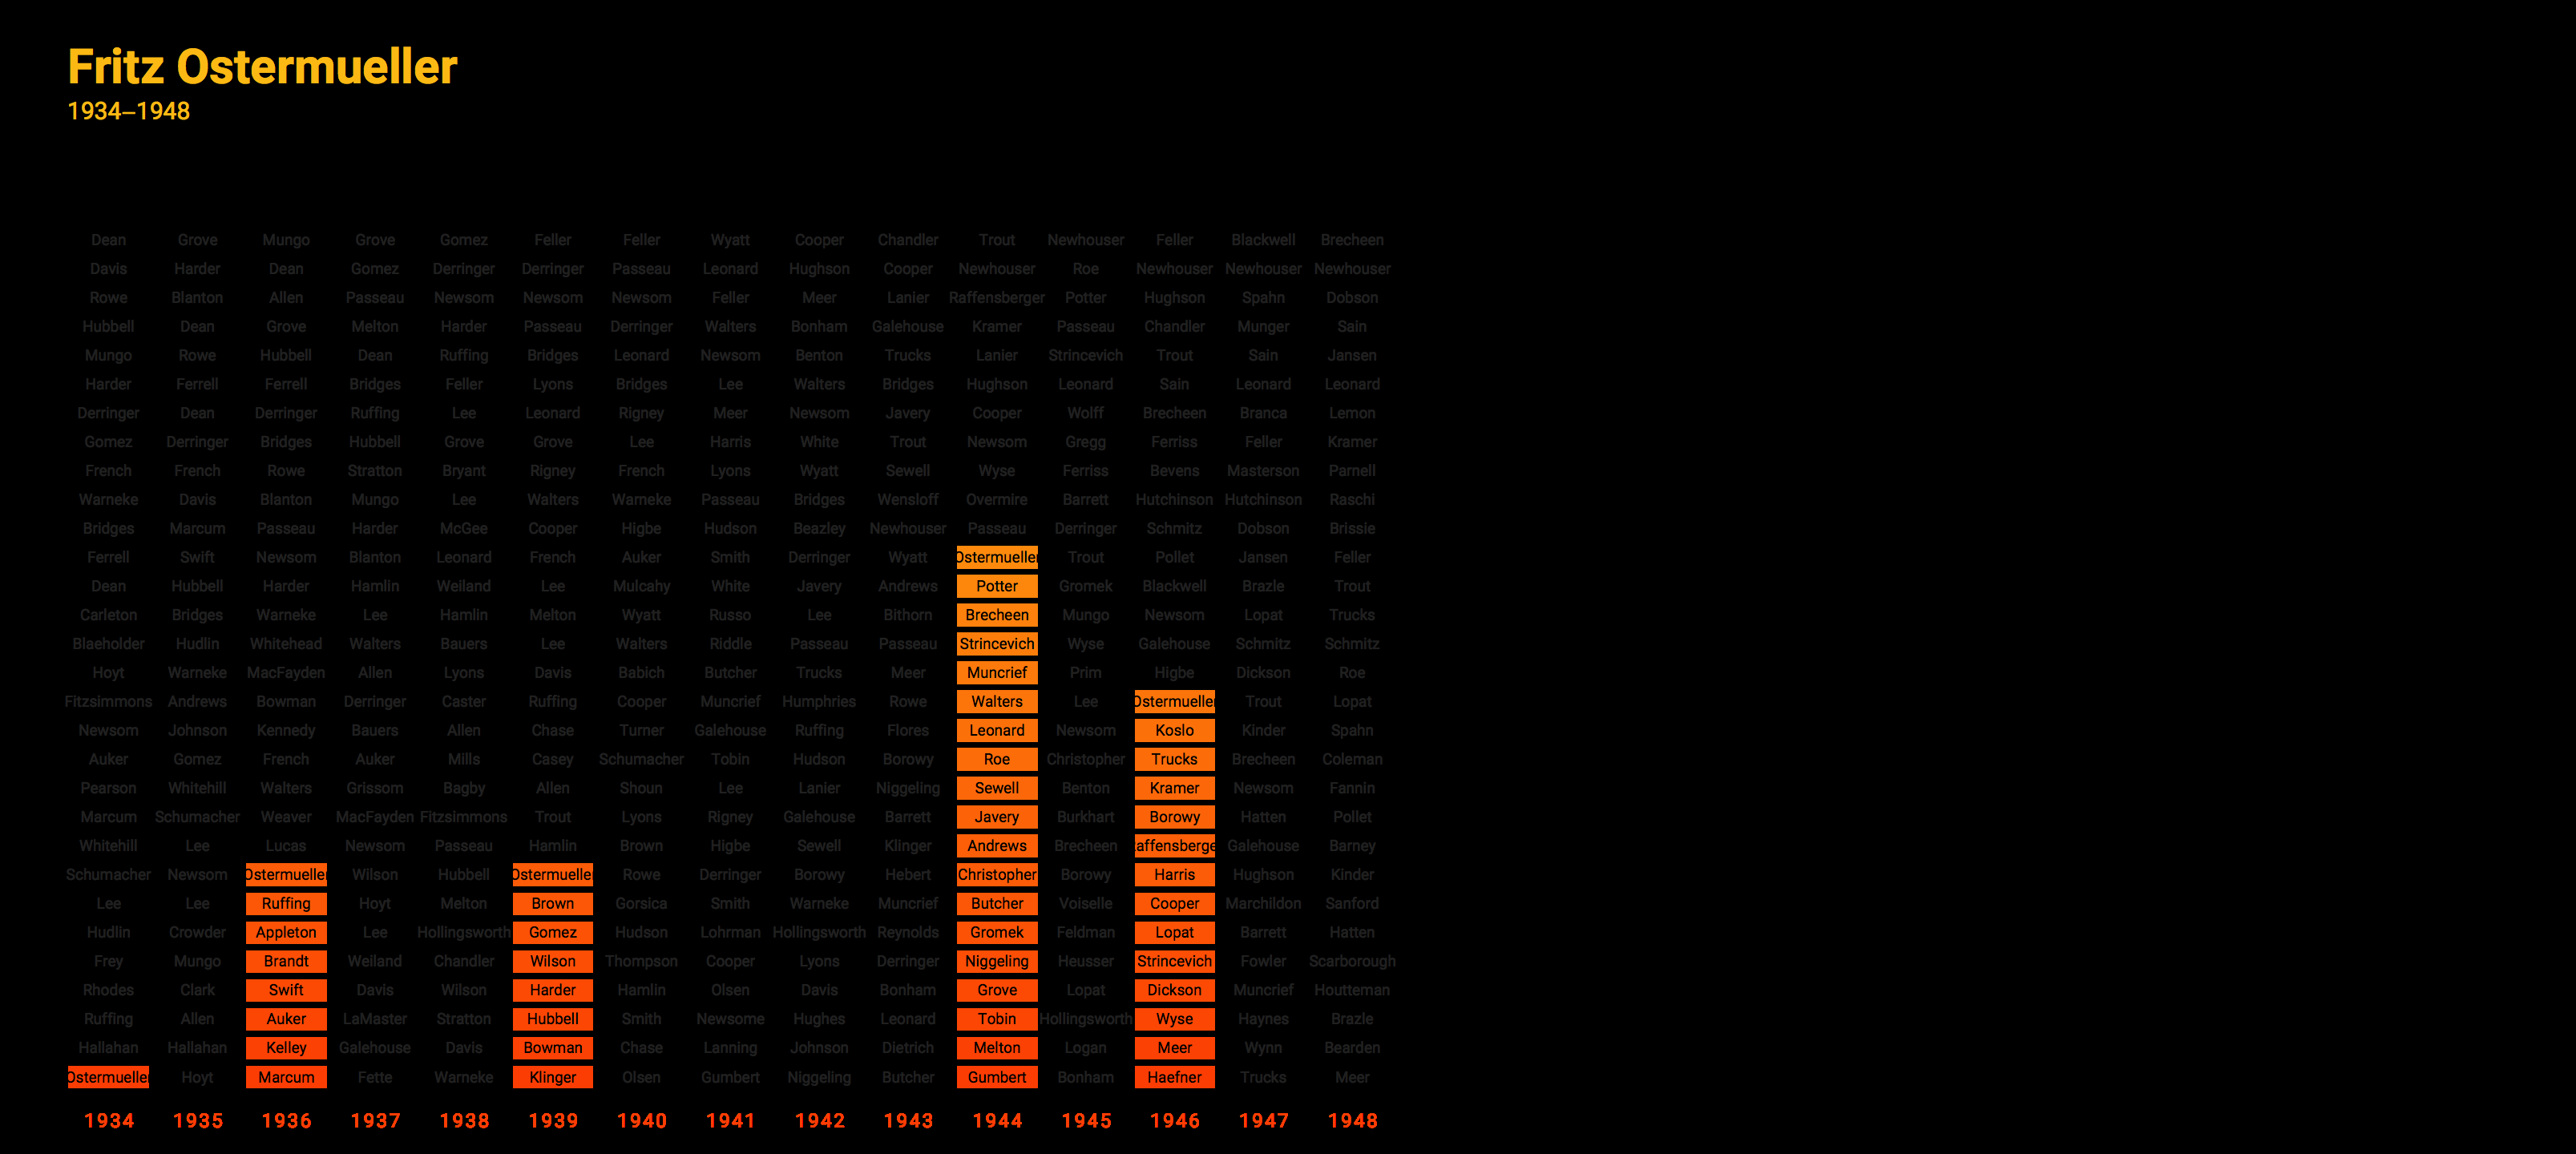 Fritz Ostermueller
1934–1948
Dean Grove Mungo Grove Gomez Feller Feller Wyatt Cooper Chandler Trout Newhouser Feller Blackwell Brecheen
Davis Harder Dean Gomez Derringer Derringer Passeau Leonard Hughson Cooper Newhouser Roe Newhouser Newhouser Newhouser
Rowe Blanton Allen Passeau Newsom Newsom Newsom Feller Meer Lanier Raffensberger Potter Hughson Spahn Dobson
Hubbell Dean Grove Melton Harder Passeau Derringer Walters Bonham Galehouse Kramer Passeau Chandler Munger Sain
Mungo Rowe Hubbell Dean Ruffing Bridges Leonard Newsom Benton Trucks Lanier Strincevich Trout Sain Jansen
Harder Ferrell Ferrell Bridges Feller Lyons Bridges Lee Walters Bridges Hughson Leonard Sain Leonard Leonard
Derringer Dean Derringer Ruffing Lee Leonard Rigney Meer Newsom Javery Cooper Wolff Brecheen Branca Lemon
Gomez Derringer Bridges Hubbell Grove Grove Lee Harris White Trout Newsom Gregg Ferriss Feller Kramer
French French Rowe Stratton Bryant Rigney French Lyons Wyatt Sewell Wyse Ferriss Bevens Masterson Parnell
Warneke Davis Blanton Mungo Lee Walters Warneke Passeau Bridges Wensloff Overmire Barrett Hutchinson Hutchinson Raschi
Bridges Marcum Passeau Harder McGee Cooper Higbe Hudson Beazley Newhouser Passeau Derringer Schmitz Dobson Brissie
Ferrell Swift Newsom Blanton Leonard French Auker Smith Derringer Wyatt Ostermueller Trout Pollet Jansen Feller
Dean Hubbell Harder Hamlin Weiland Lee Mulcahy White Javery Andrews Potter Gromek Blackwell Brazle Trout
Carleton Bridges Warneke Lee Hamlin Melton Wyatt Russo Lee Bithorn Brecheen Mungo Newsom Lopat Trucks
Blaeholder Hudlin Whitehead Walters Bauers Lee Walters Riddle Passeau Passeau Strincevich Wyse Galehouse Schmitz Schmitz
Hoyt Warneke MacFayden Allen Lyons Davis Babich Butcher Trucks Meer Muncrief Prim Higbe Dickson Roe
Fitzsimmons Andrews Bowman Derringer Caster Ruffing Cooper Muncrief Humphries Rowe Walters Lee Ostermueller Trout Lopat
Newsom Johnson Kennedy Bauers Allen Chase Turner Galehouse Ruffing Flores Leonard Newsom Koslo Kinder Spahn
Auker Gomez French Auker Mills Casey Schumacher Tobin Hudson Borowy Roe Christopher Trucks Brecheen Coleman
Pearson Whitehill Walters Grissom Bagby Allen Shoun Lee Lanier Niggeling Sewell Benton Kramer Newsom Fannin
Marcum Schumacher Weaver MacFayden Fitzsimmons Trout Lyons Rigney Galehouse Barrett Javery Burkhart Borowy Hatten Pollet
Whitehill Lee Lucas Newsom Passeau Hamlin Brown Higbe Sewell Klinger Andrews Brecheen affensberge Galehouse Barney
Schumacher Newsom Ostermueller Wilson Hubbell Ostermueller Rowe Derringer Borowy Hebert Christopher Borowy Harris Hughson Kinder
Lee Lee Ruffing Hoyt Melton Brown Gorsica Smith Warneke Muncrief Butcher Voiselle Cooper Marchildon Sanford
Hudlin Crowder Appleton Lee Hollingsworth Gomez Hudson Lohrman Hollingsworth Reynolds Gromek Feldman Lopat Barrett Hatten
Frey Mungo Brandt Weiland Chandler Wilson Thompson Cooper Lyons Derringer Niggeling Heusser Strincevich Fowler Scarborough
Rhodes Clark Swift Davis Wilson Harder Hamlin Olsen Davis Bonham Grove Lopat Dickson Muncrief Houtteman
Ruffing Allen Auker LaMaster Stratton Hubbell Smith Newsome Hughes Leonard Tobin Hollingsworth Wyse Haynes Brazle
Hallahan Hallahan Kelley Galehouse Davis Bowman Chase Lanning Johnson Dietrich Melton Logan Meer Wynn Bearden
Ostermueller Hoyt Marcum Fette Warneke Klinger Olsen Gumbert Niggeling Butcher Gumbert Bonham Haefner Trucks Meer
1934 1935 1936 1937 1938 1939 1940 1941 1942 1943 1944 1945 1946 1947 1948